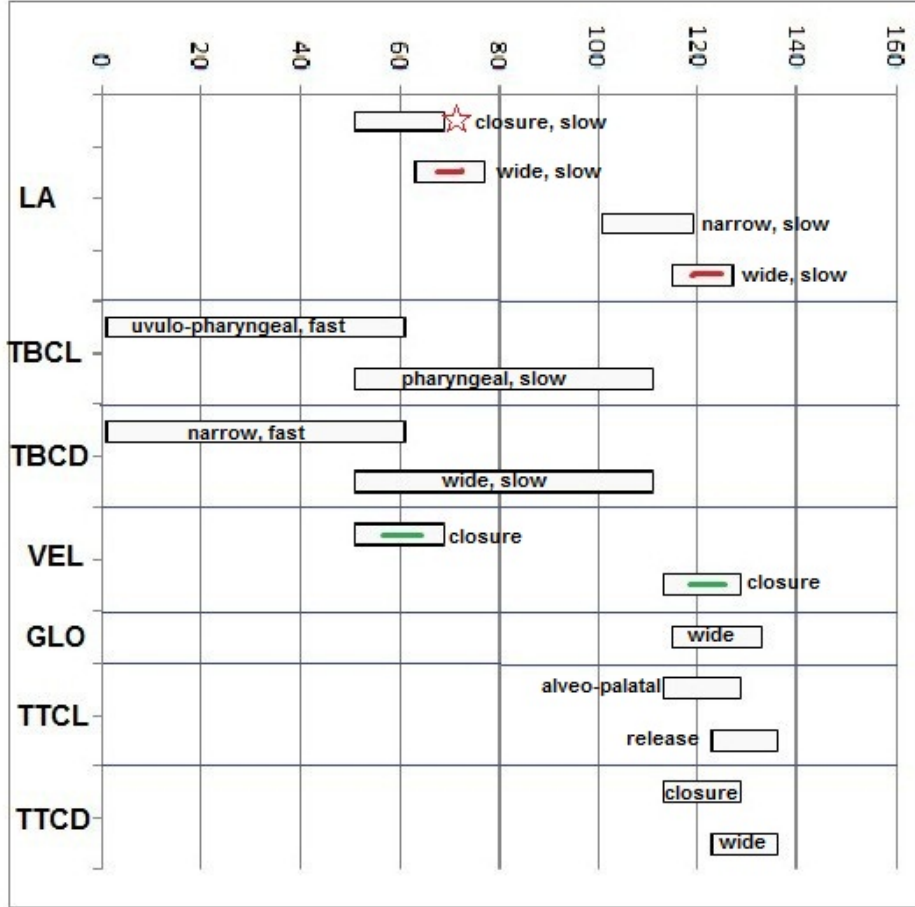 0 20 40 60 80 100 120 140 160
closure, slow
LA
wide, slow
narrow, slow
wide, slow
uvulo-pharyngeal, fast
TBCL
pharyngeal, slow
narrow, fast
TBCD
wide, slow
closure
VEL
closure
GLO
wide
alveo-palatal
TTCL
release
closure
TTCD
wide